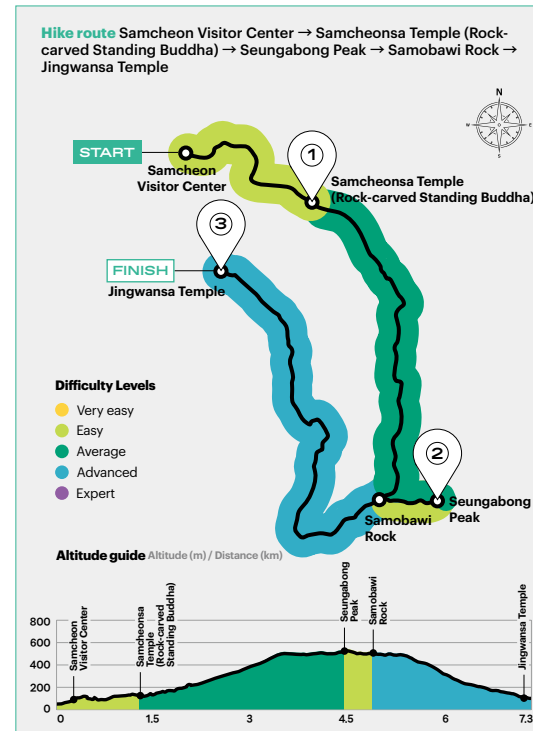 Hike route Samcheon Visitor Center → Samcheonsa Temple (Rock-
carved Standing Buddha) → Seungabong Peak → Samobawi Rock →
Jingwansa Temple
N
W
E
S
START
Samcheon
Visitor Center
1
Samcheonsa Temple
(Rock-carved Standing Buddha)
3
FINISH
Jingwansa Temple
Difficulty Levels
Very easy
Easy
Average
Advanced
Expert
2
Seungabong
Peak
Samobawi
Rock
Altitude guide Altitude (m) / Distance (km)
Samcheon
Visitor Center
Samcheonsa
Temple
(Rock-carved
Standing Buddha)
Seungabong
Peak
Samobawi
Rock
Jingwansa Temple
800
600
400
200
0
0 1.5 3 4.5 6 7.3